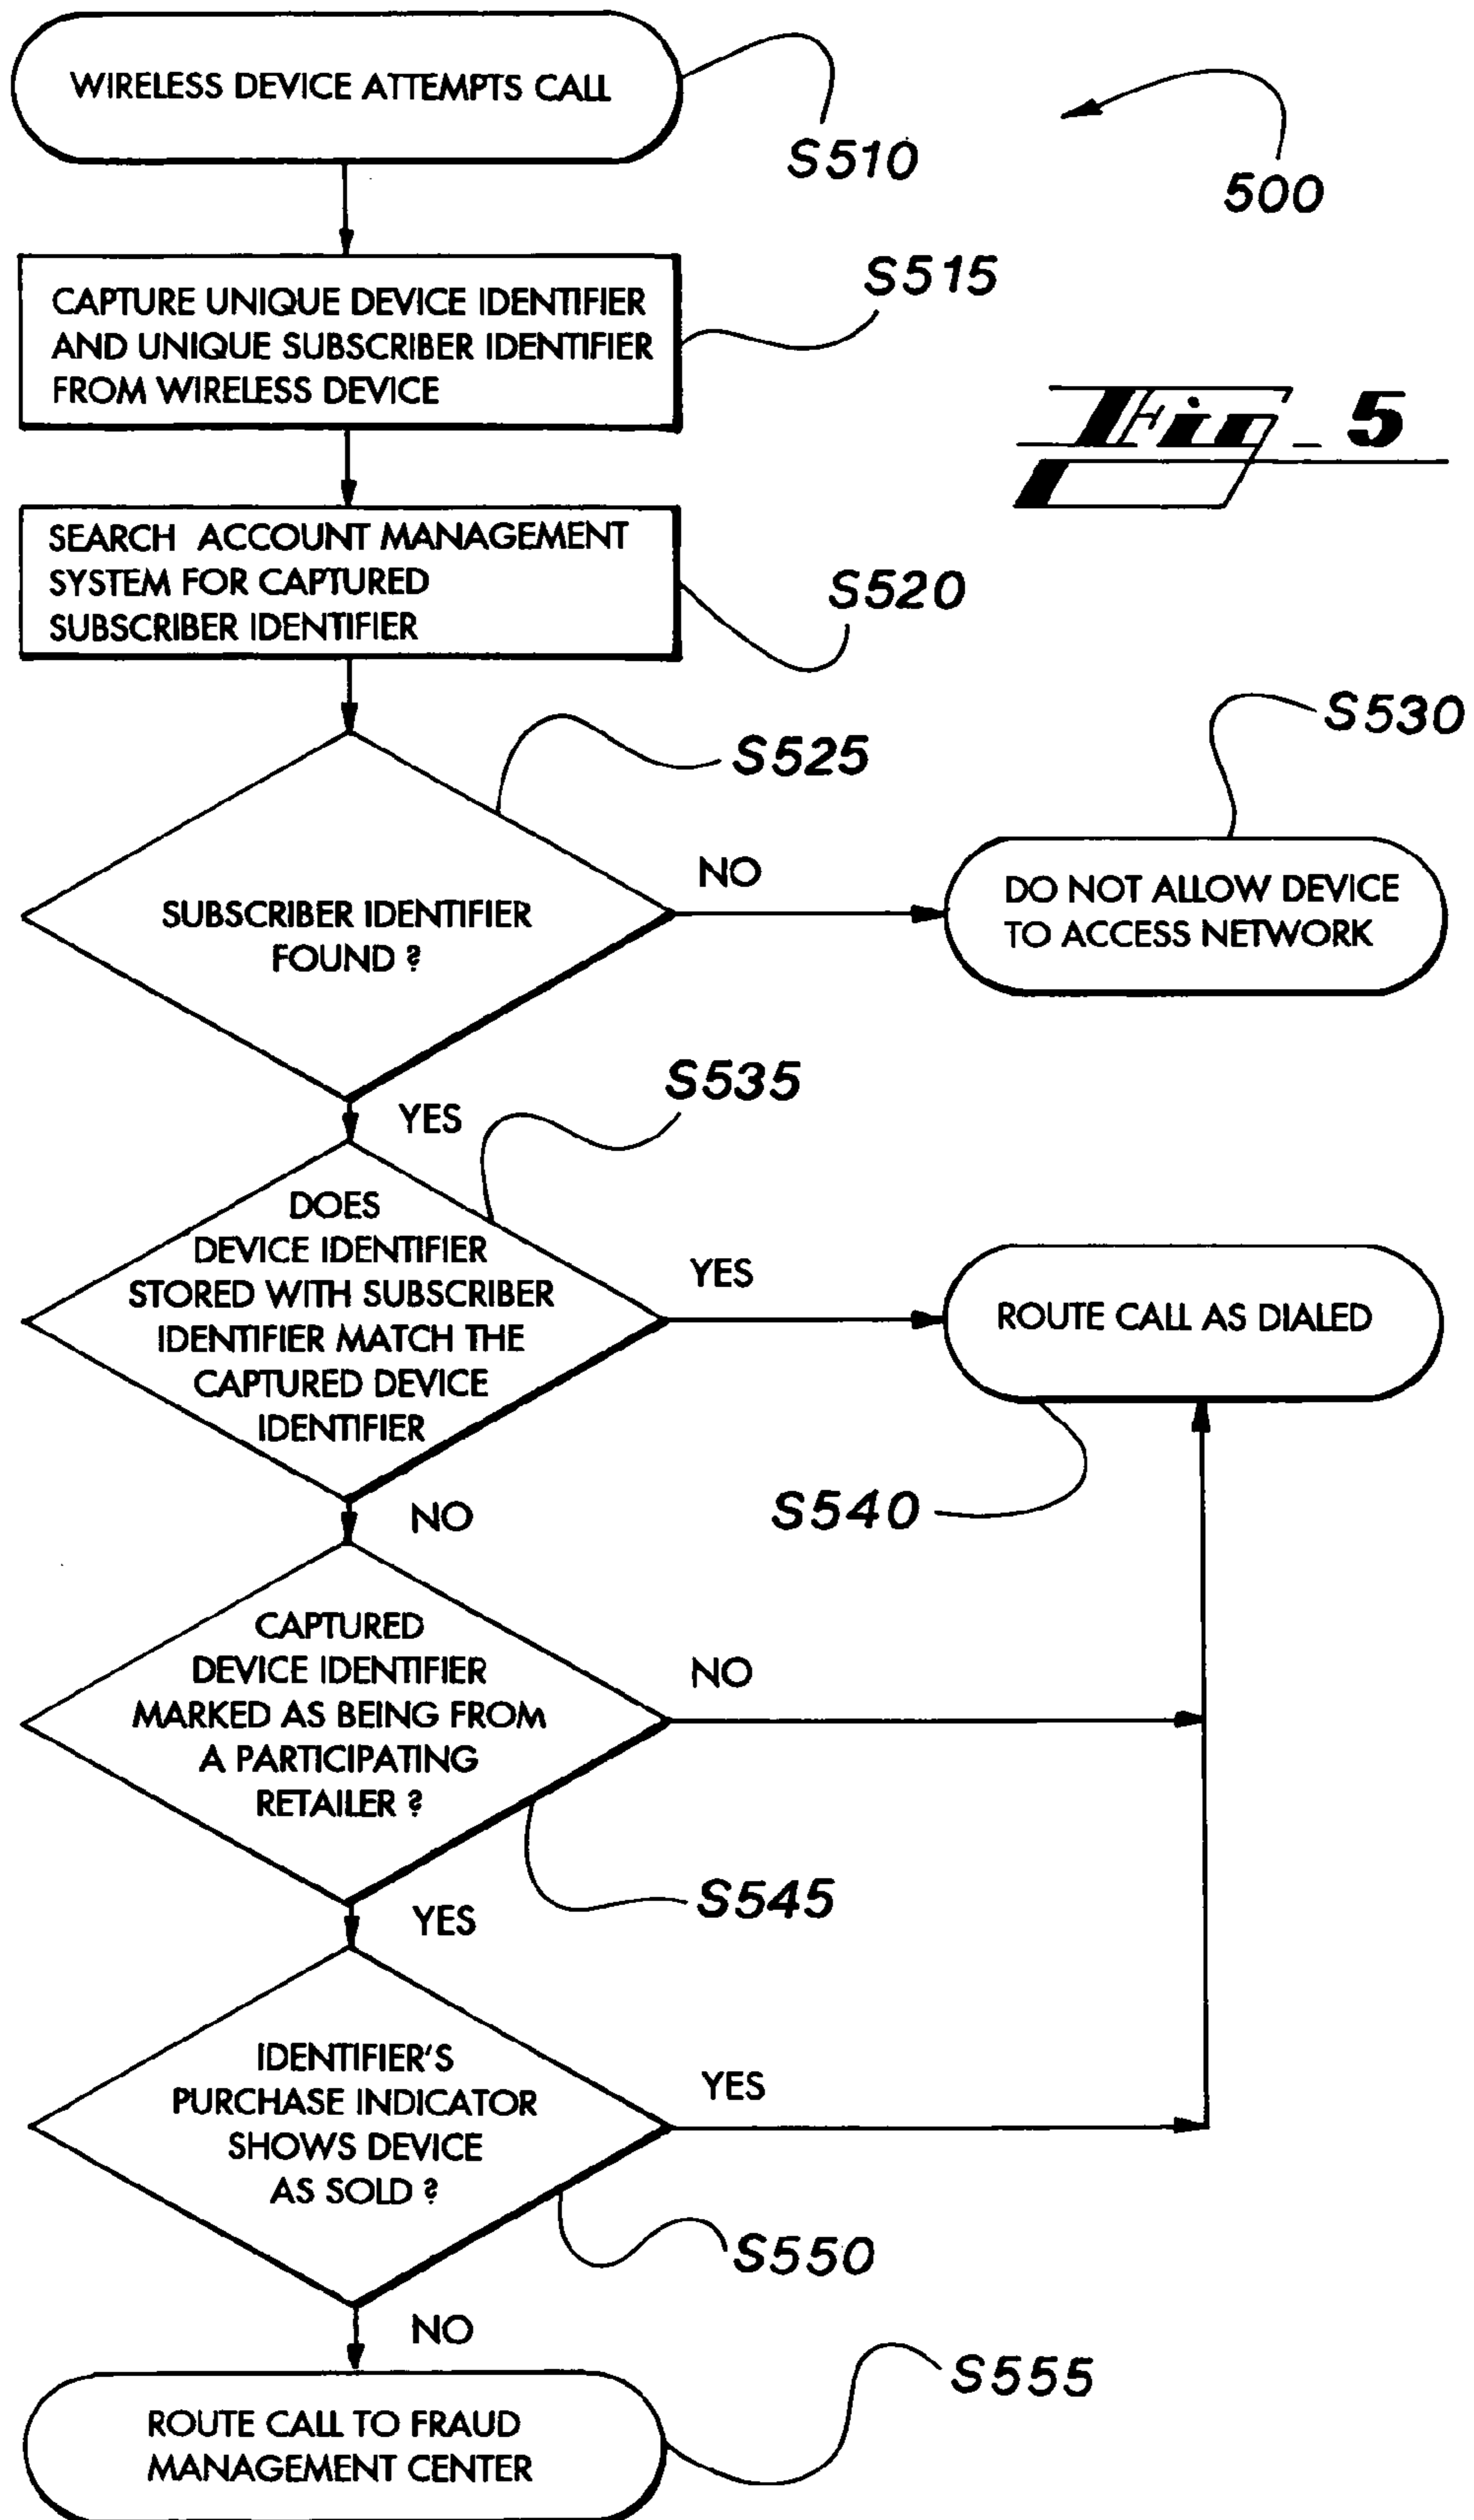 WIRELESS DEVICE ATTEMPTS CALL
S510
500
CAPTURE UNIQUE DEVICE IDENTIFIER
AND UNIQUE SUBSCRIBER IDENTIFIER
FROM WIRELESS DEVICE
S515
Fig_5
SEARCH ACCOUNT MANAGEMENT
SYSTEM FOR CAPTURED
SUBSCRIBER IDENTIFIER
S520
S530
S525
SUBSCRIBER IDENTIFIER
FOUND ?
NO
DO NOT ALLOW DEVICE
TO ACCESS NETWORK
YES
S535
DOES
DEVICE IDENTIFIER
STORED WITH SUBSCRIBER
IDENTIFIER MATCH THE
CAPTURED DEVICE
IDENTIFIER
YES
ROUTE CALL AS DIALED
S540
NO
CAPTURED
DEVICE IDENTIFIER
MARKED AS BEING FROM
A PARTICIPATING
RETAILER ?
NO
S545
YES
IDENTIFIER'S
PURCHASE INDICATOR
SHOWS DEVICE
AS SOLD ?
YES
S550
NO
ROUTE CALL TO FRAUD
MANAGEMENT CENTER
S555